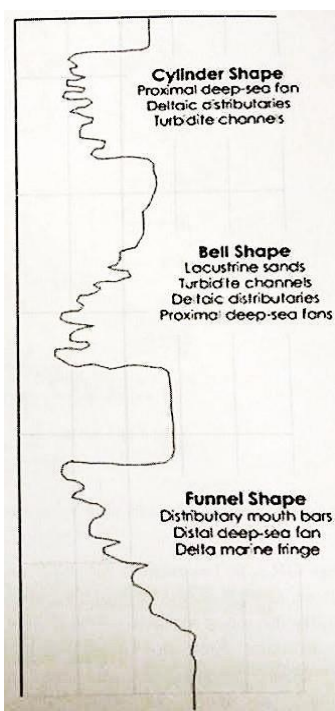 Cylinder Shape
Proximal deep-sea fan
Deltaic distributaries
Turbidite channels
Bell Shape
Lacustrine sands
Turbidite channels
Deltaic distributaries
Proximal deep-sea fans
Funnel Shape
Distributary mouth bars
Distal deep-sea fan
Delta marine fringe